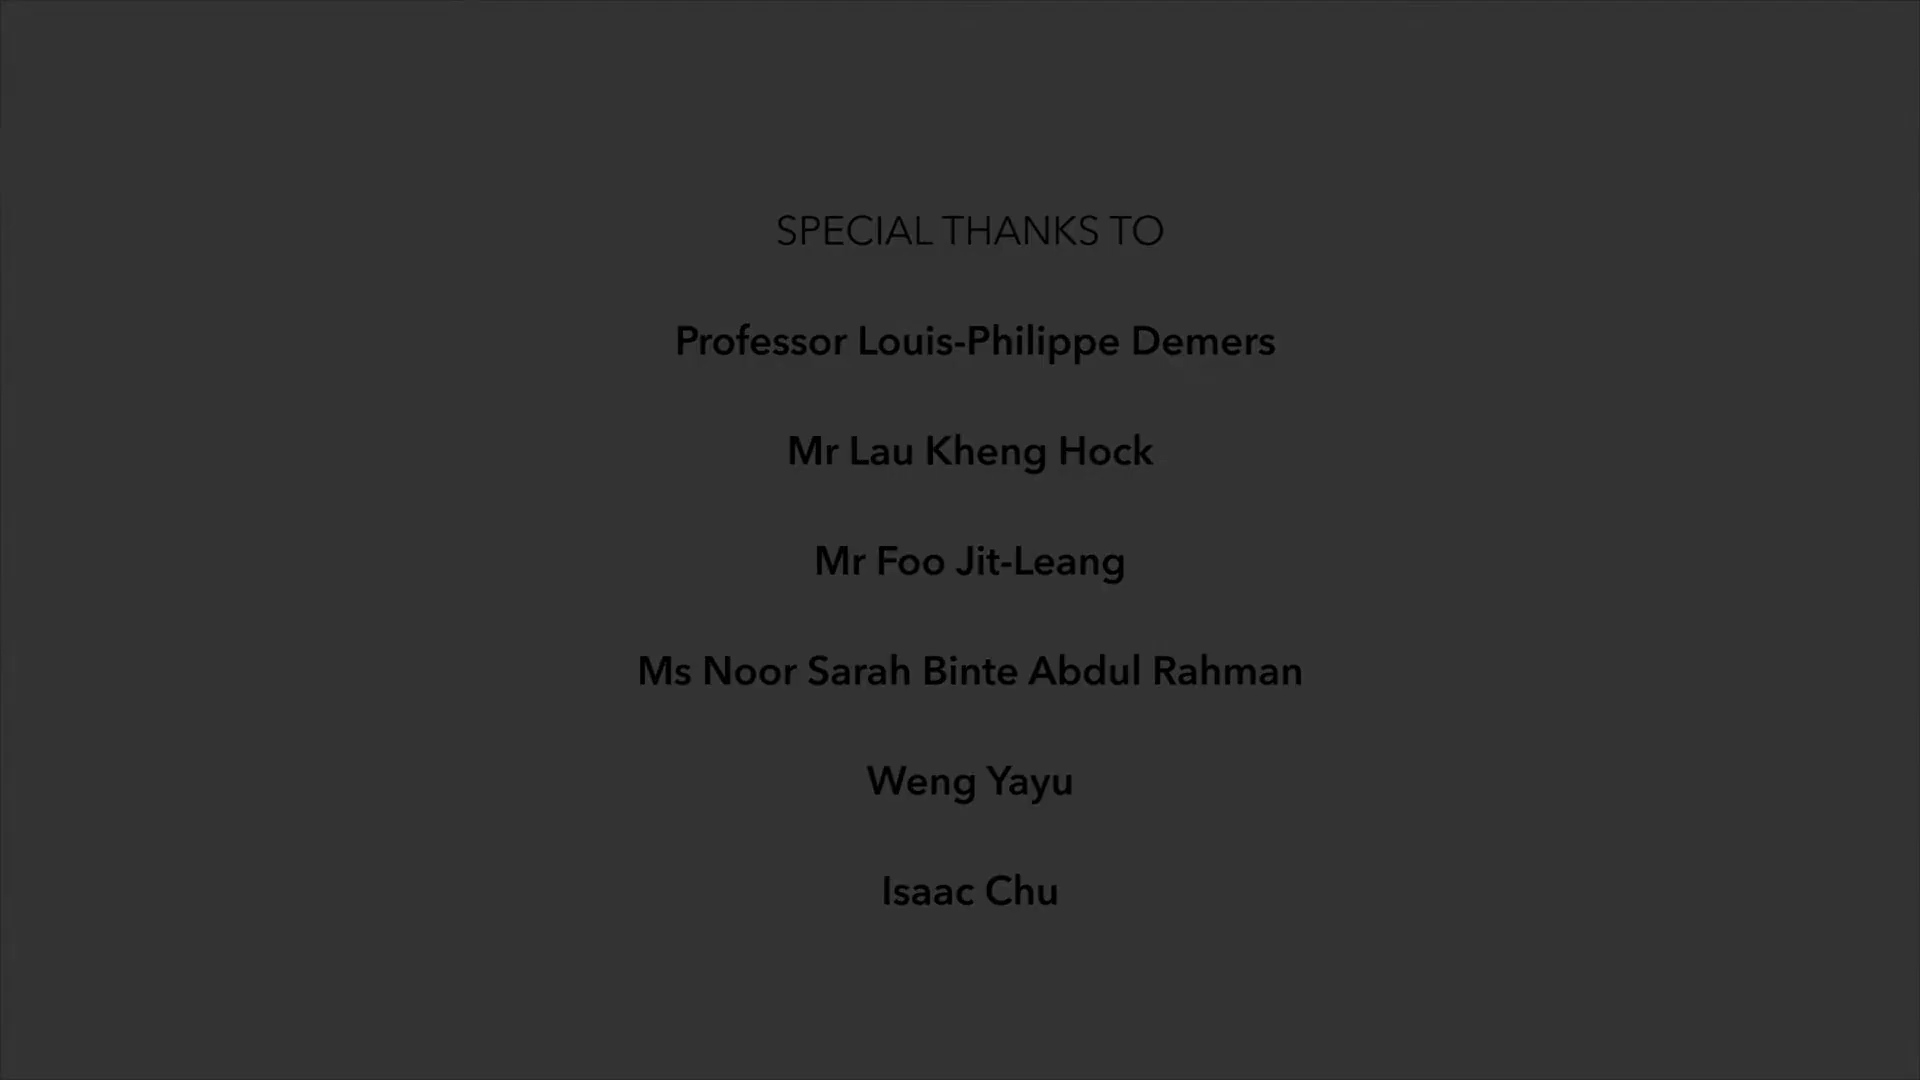 SPECIAL THANKS TO
Professor Louis-Philippe Demers
Mr Lau Kheng Hock
Mr Foo Jit-Leang
Ms Noor Sarah Binte Abdul Rahman
Weng Yayu
Isaac Chu